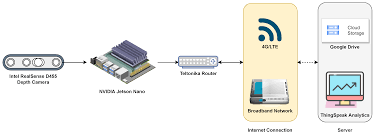 Intel RealSense D455
Depth Camera
NVIDIA Jetson Nano
Teltonika Router
4G/LTE
Broadband Network
Internet Connection
Cloud
Storage
Google Drive
ThingSpeak Analytics
Server